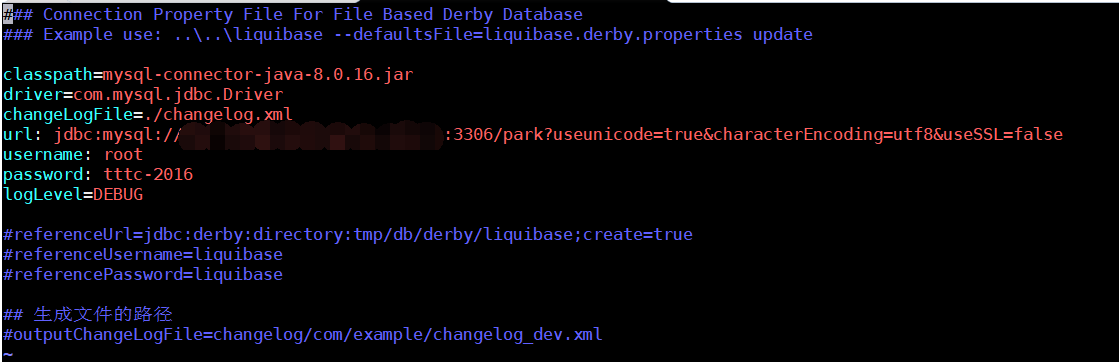 ### Connection Property File For File Based Derby Database
### Example use: ..\..\liquibase --defaultsFile=liquibase.derby.properties update
classpath=mysql-connector-java-8.0.16.jar
driver=com.mysql.jdbc.Driver
changeLogFile=./changelog.xml
url: jdbc:mysql:// :3306/park?useunicode=true&characterEncoding=utf8&useSSL=false
username: root
password: tttc-2016
logLevel=DEBUG
#referenceUrl=jdbc:derby:directory:tmp/db/derby/liquibase;create=true
#referenceUsername=liquibase
#referencePassword=liquibase
## 生成文件的路径
#outputChangeLogFile=changelog/com/example/changelog_dev.xml
~